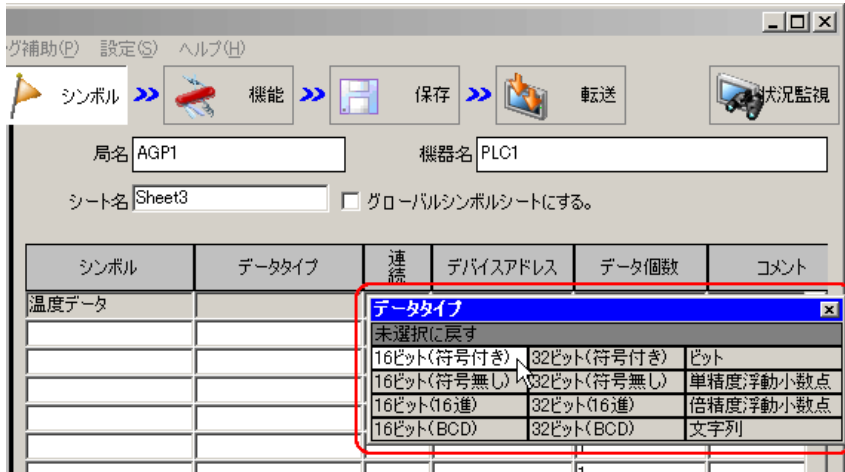 グ補助(P) 設定(S) ヘルプ(H)
シンボル 機能 保存 転送 状況監視
局名 AGP1 機器名 PLC1
シート名 Sheet3 グローバルシンボルシートにする。
シンボル データタイプ 連続 デバイスアドレス データ個数 コメント
温度データ
データタイプ
未選択に戻す
16ビット(符号付き) 32ビット(符号付き) ビット
16ビット(符号無し) 32ビット(符号無し) 単精度浮動小数点
16ビット(16進) 32ビット(16進) 倍精度浮動小数点
16ビット(BCD) 32ビット(BCD) 文字列